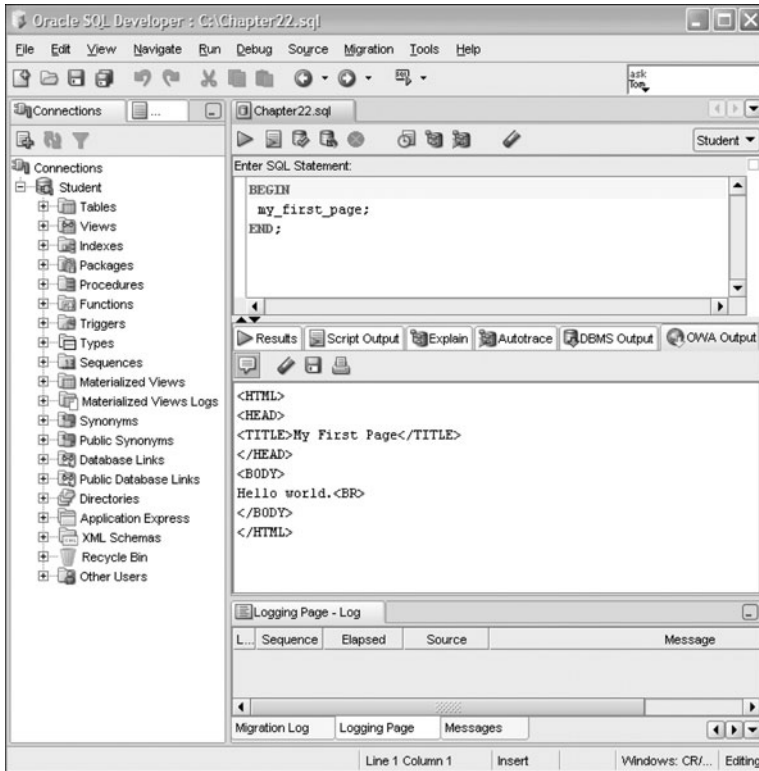 Oracle SQL Developer : C:\Chapter22.sql
File Edit View Navigate Run Debug Source Migration Tools Help
ask Tom
Connections ...
Chapter22.sql
Student
Connections
Student
Tables
Views
Indexes
Packages
Procedures
Functions
Triggers
Types
Sequences
Materialized Views
Materialized Views Logs
Synonyms
Public Synonyms
Database Links
Public Database Links
Directories
Application Express
XML Schemas
Recycle Bin
Other Users
Enter SQL Statement:
BEGIN
my_first_page;
END;
Results Script Output Explain Autotrace DBMS Output OWA Output
<HTML>
<HEAD>
<TITLE>My First Page</TITLE>
</HEAD>
<BODY>
Hello world.<BR>
</BODY>
</HTML>
Logging Page - Log
L... Sequence Elapsed Source Message
Migration Log Logging Page Messages
Line 1 Column 1 Insert Windows: CR/... Editing